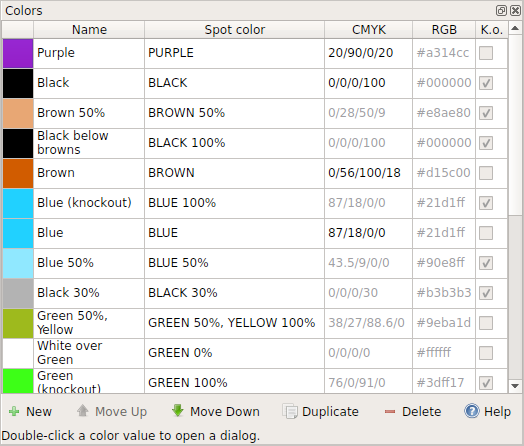 Colors
Name Spot color CMYK RGB K.o.
Purple PURPLE 20/90/0/20 #a314cc
Black BLACK 0/0/0/100 #000000
Brown 50% BROWN 50% 0/28/50/9 #e8ae80
Black below
browns BLACK 100% 0/0/0/100 #000000
Brown BROWN 0/56/100/18 #d15c00
Blue (knockout) BLUE 100% 87/18/0/0 #21d1ff
Blue BLUE 87/18/0/0 #21d1ff
Blue 50% BLUE 50% 43.5/9/0/0 #90e8ff
Black 30% BLACK 30% 0/0/0/30 #b3b3b3
Green 50%,
Yellow GREEN 50%, YELLOW 100% 38/27/88.6/0 #9eba1d
White over
Green GREEN 0% 0/0/0/0 #ffffff
Green
(knockout) GREEN 100% 76/0/91/0 #3dff17
New Move Up Move Down Duplicate Delete Help
Double-click a color value to open a dialog.